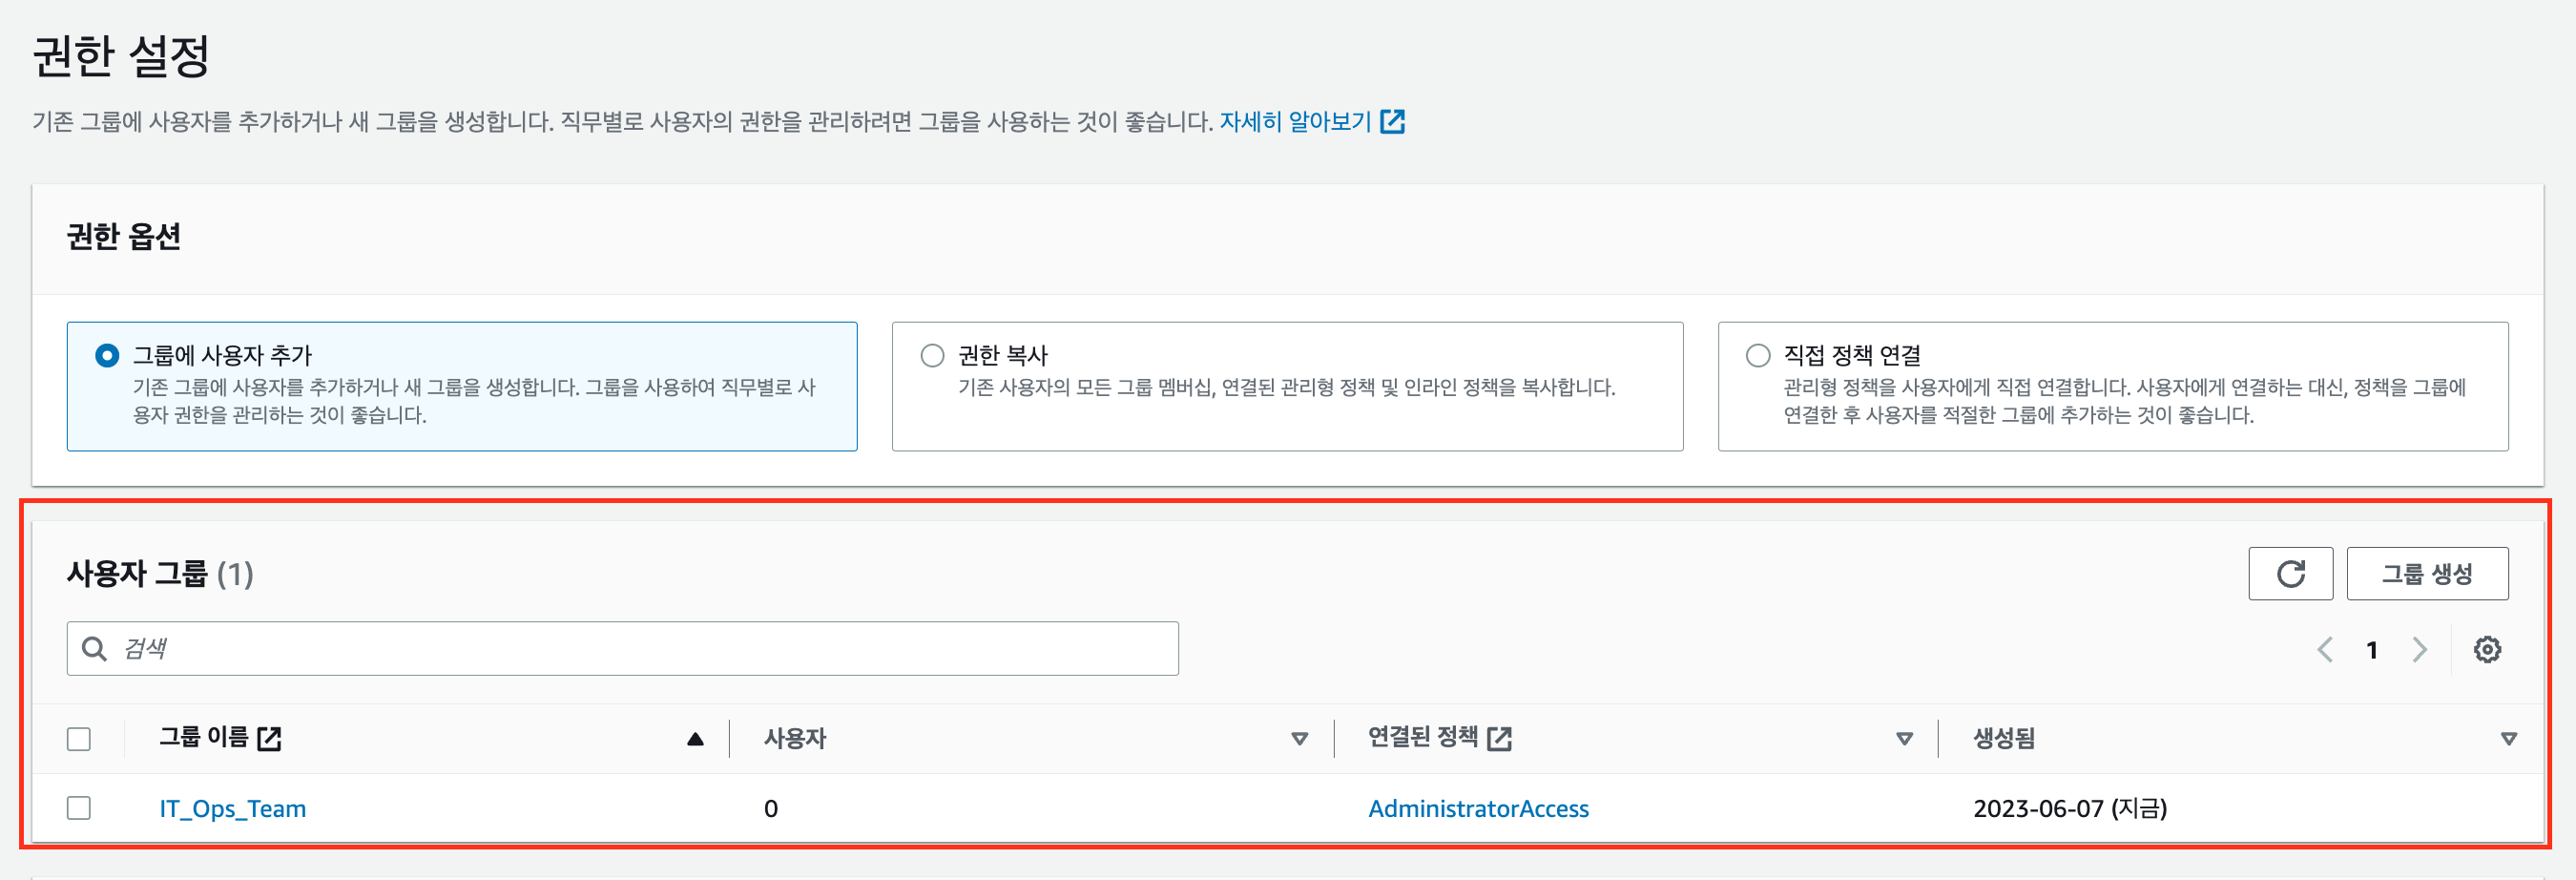 권한 설정
기존 그룹에 사용자를 추가하거나 새 그룹을 생성합니다. 직무별로 사용자의 권한을 관리하려면 그룹을 사용하는 것이 좋습니다. 자세히 알아보기
권한 옵션
그룹에 사용자 추가
기존 그룹에 사용자를 추가하거나 새 그룹을 생성합니다. 그룹을 사용하여 직무별로 사
용자 권한을 관리하는 것이 좋습니다.
권한 복사
기존 사용자의 모든 그룹 멤버십, 연결된 관리형 정책 및 인라인 정책을 복사합니다.
직접 정책 연결
관리형 정책을 사용자에게 직접 연결합니다. 사용자에게 연결하는 대신, 정책을 그룹에
연결한 후 사용자를 적절한 그룹에 추가하는 것이 좋습니다.
사용자 그룹 (1)
그룹 생성
검색
1
그룹 이름 사용자 연결된 정책 생성됨
IT_Ops_Team 0 AdministratorAccess 2023-06-07 (지금)